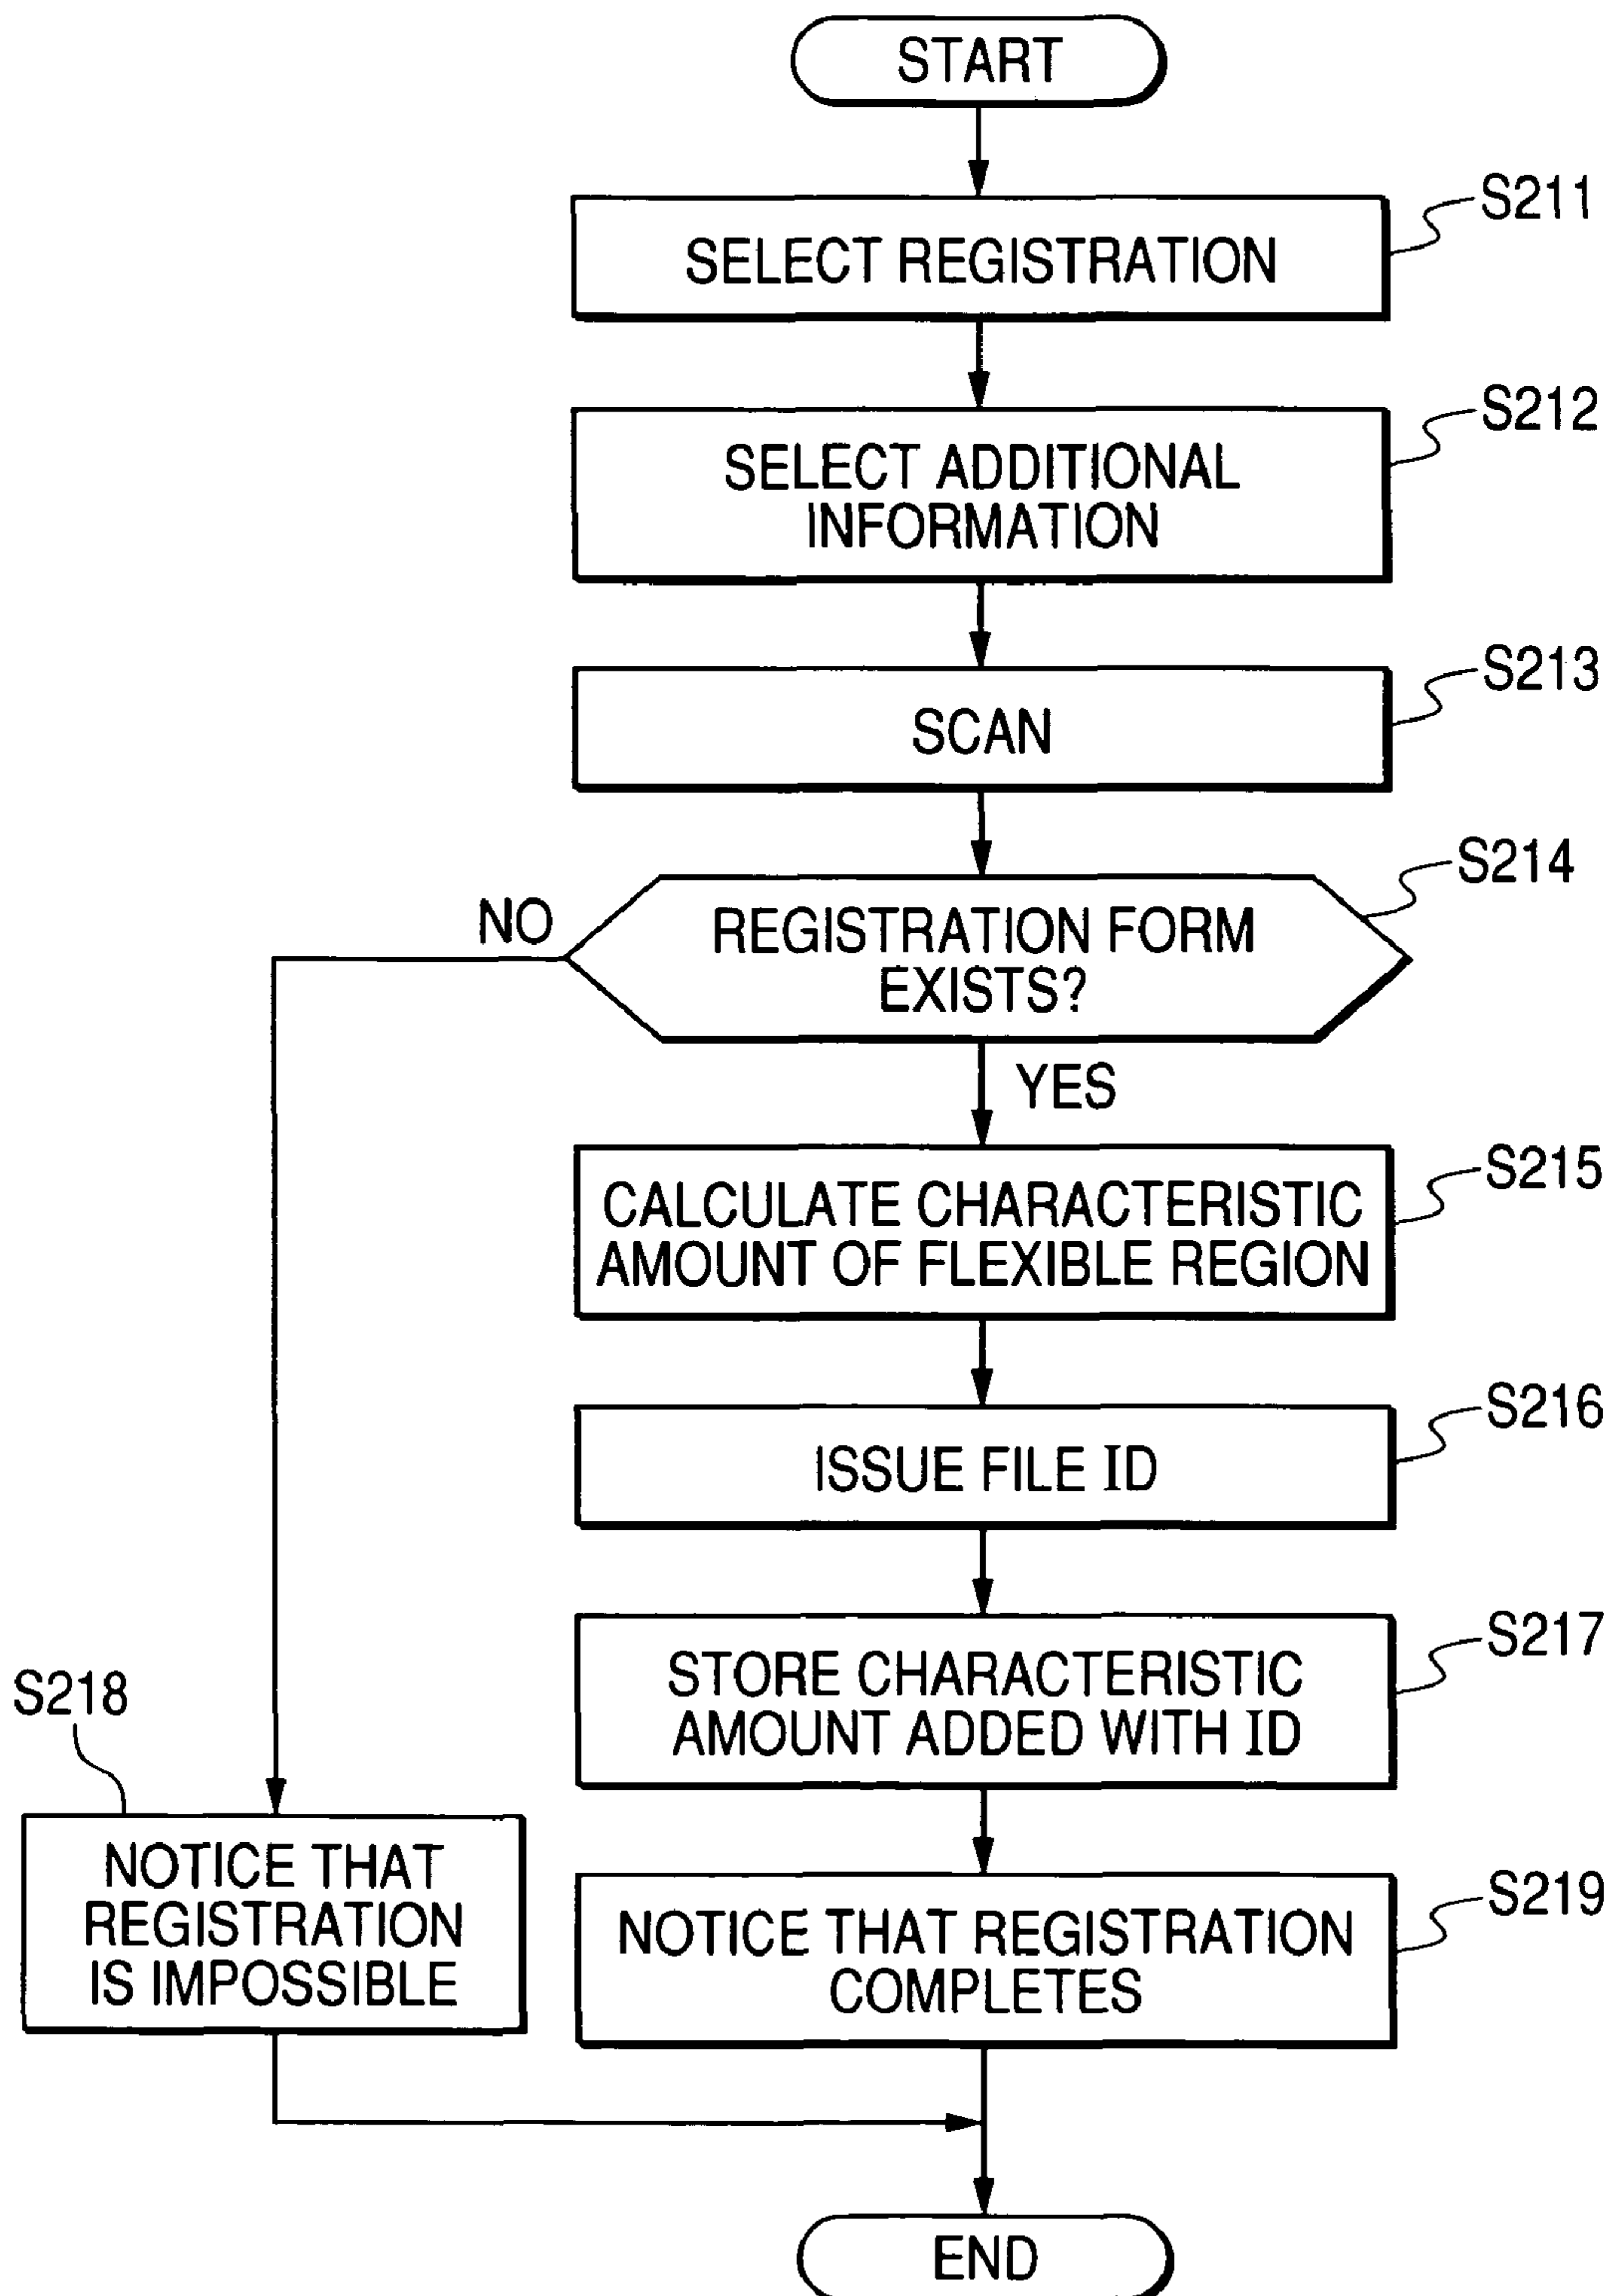 START
S211
SELECT REGISTRATION
S212
SELECT ADDITIONAL
INFORMATION
S213
SCAN
S214
NO
REGISTRATION FORM
EXISTS?
YES
S215
CALCULATE CHARACTERISTIC
AMOUNT OF FLEXIBLE REGION
S216
ISSUE FILE ID
S217
STORE CHARACTERISTIC
AMOUNT ADDED WITH ID
S218
NOTICE THAT
REGISTRATION
IS IMPOSSIBLE
S219
NOTICE THAT REGISTRATION
COMPLETES
END